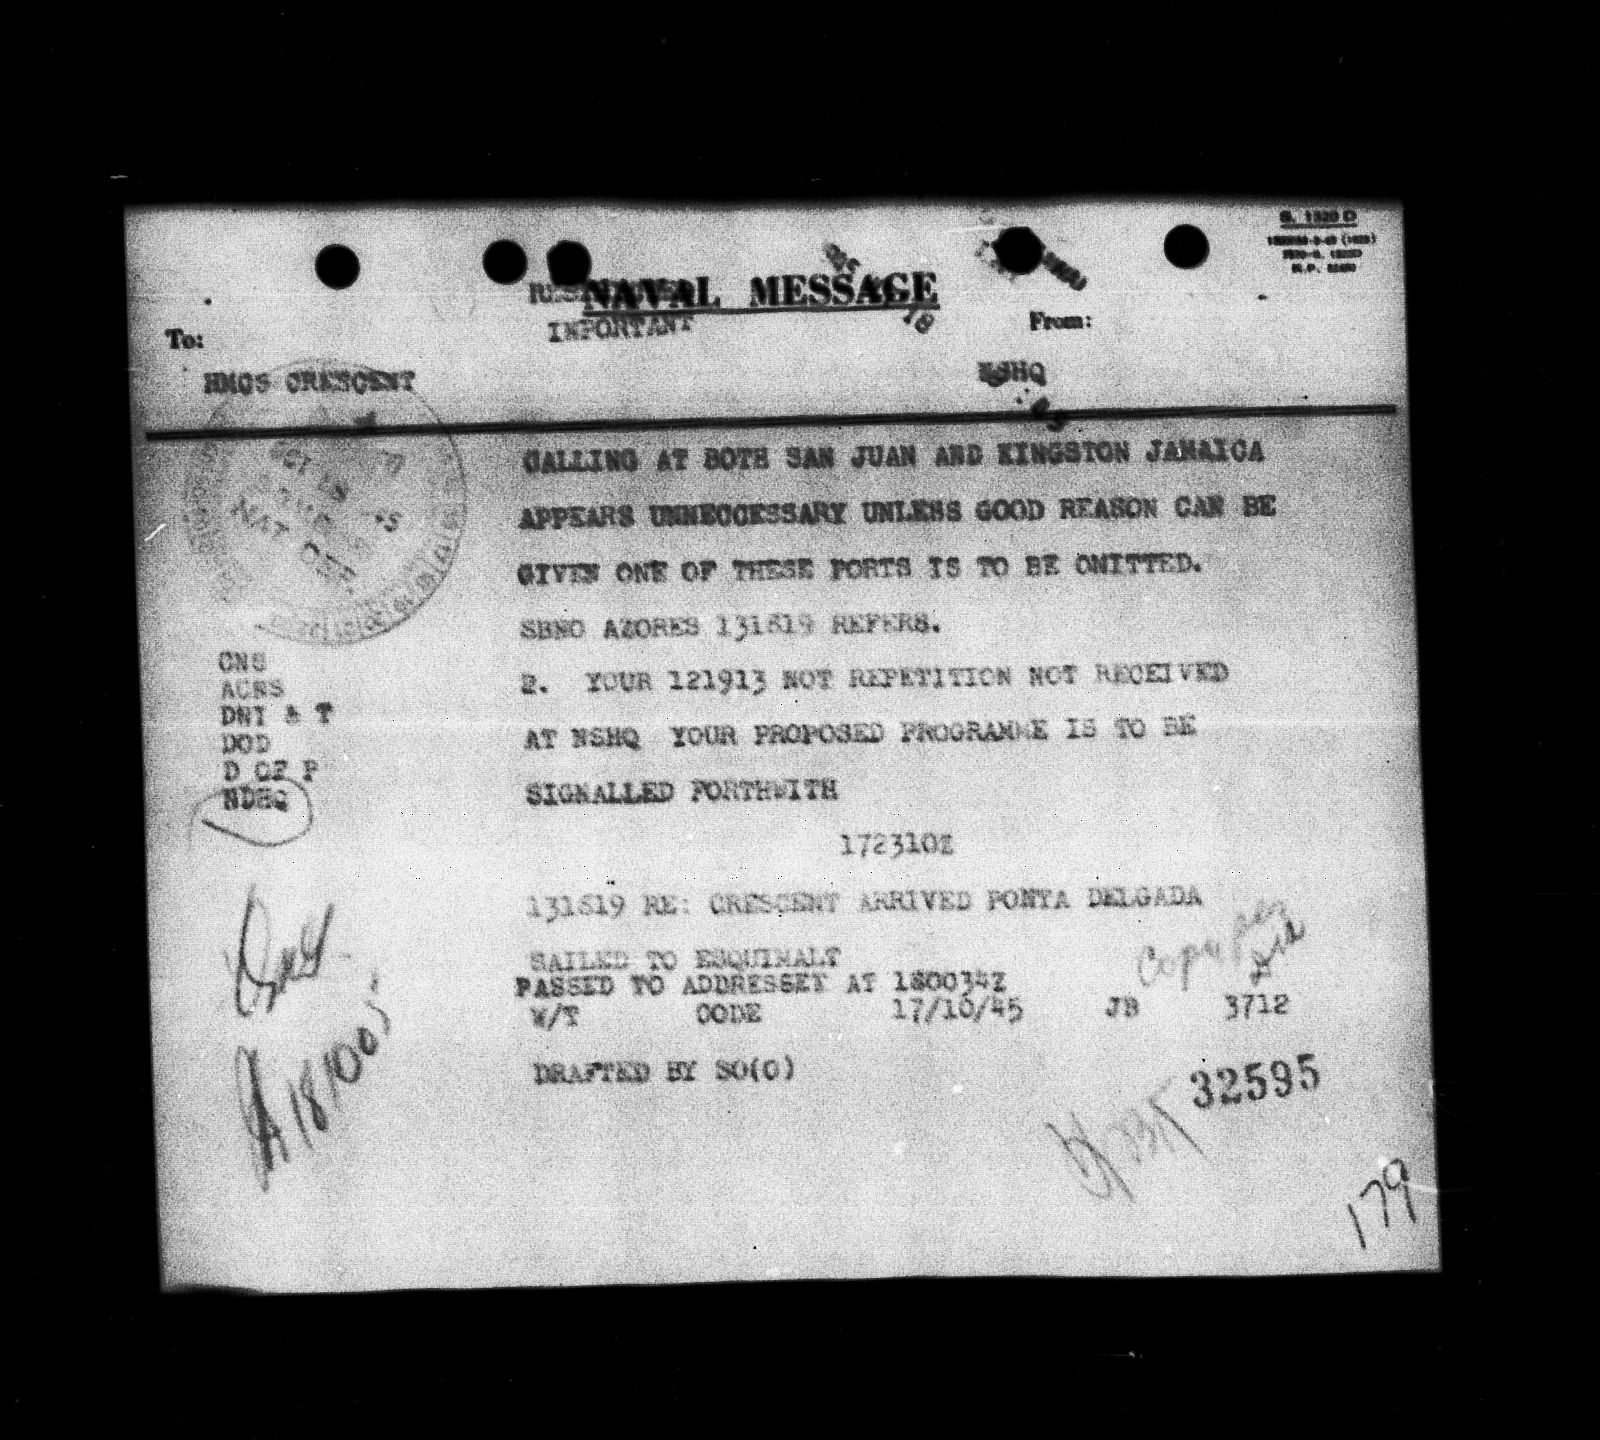 S. 1320 D
NAVAL MESSAGE
IMPORTANT
To:
From:
HMCS CRESCENT
NSHQ
CALLING AT BOTH SAN JUAN AND KINGSTON JAMAICA
APPEARS UNNECCESSARY UNLESS GOOD REASON CAN BE
GIVEN ONE OF THESE PORTS IS TO BE OMITTED.
SBNO AZORES 131619 REFERS.
2. YOUR 121913 NOT REPETITION NOT RECEIVED
AT NSHQ YOUR PROPOSED PROGRAMME IS TO BE
SIGNALLED FORTHWITH
172310Z
CNS
ACNS
DNI & T
DOD
D OF P
NDHQ
131619 RE: CRESCENT ARRIVED PONTA DELGADA
SAILED TO ESQUIMALT
PASSED TO ADDRESSEY AT 180034Z
W/T CODE 17/10/45 JB 3712
DRAFTED BY SO(O)
32595
179